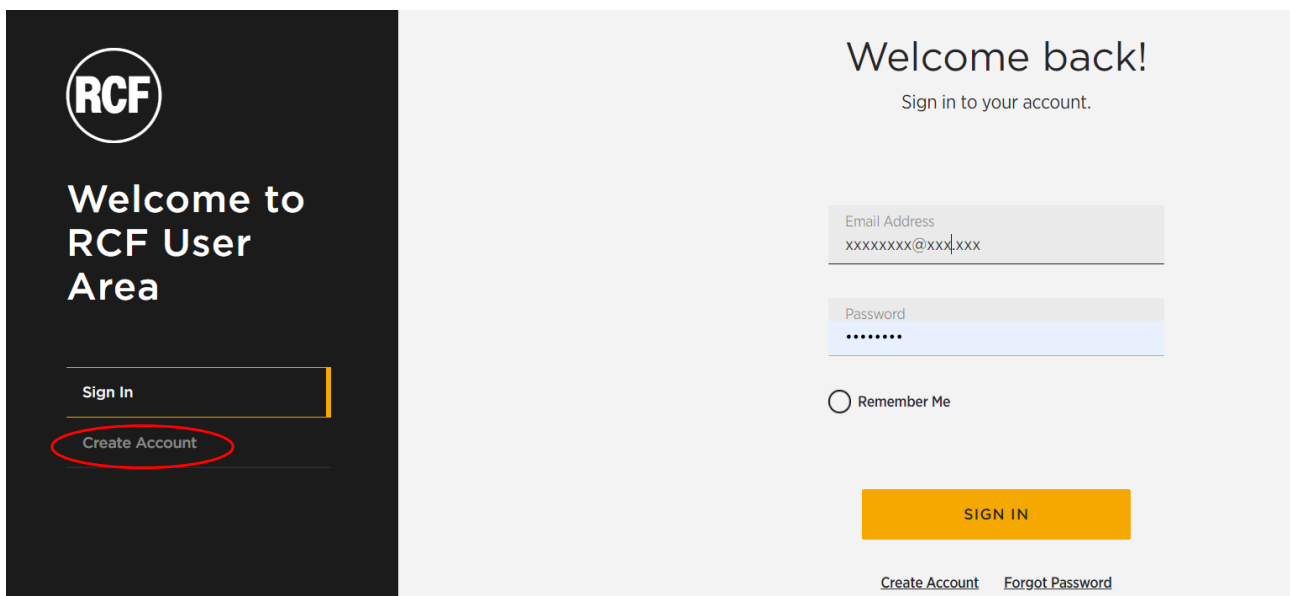 RCF
Welcome to
RCF User
Area
Sign In
Create Account
Welcome back!
Sign in to your account.
Email Address
xxxxxxxx@xxx.xxx
Password
••••••••
Remember Me
SIGN IN
Create Account Forgot Password